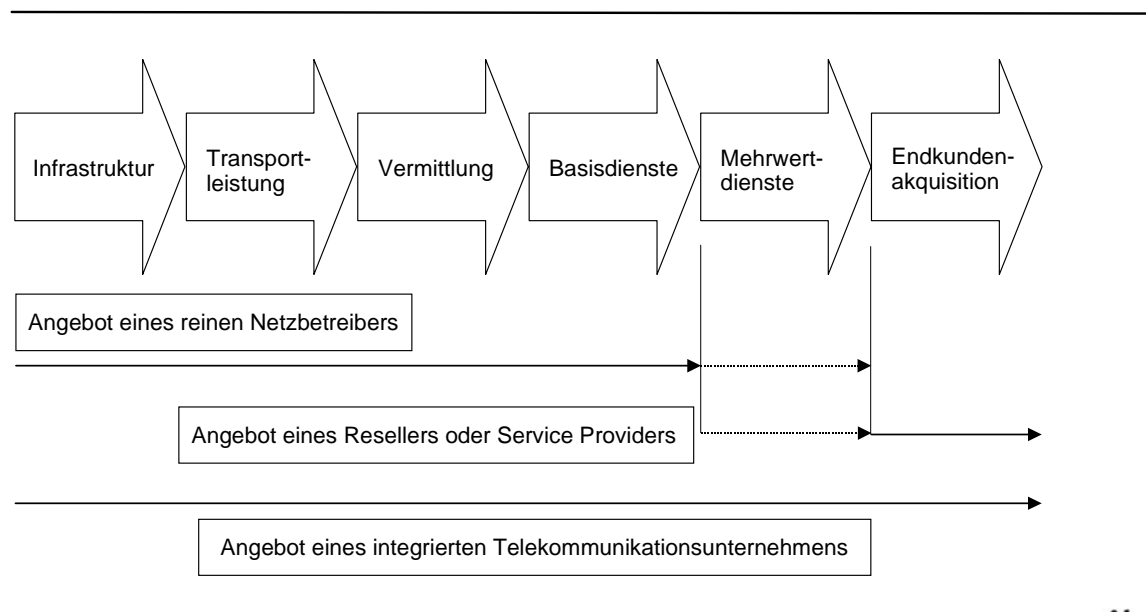 Infrastruktur
Transport-
leistung
Vermittlung
Basisdienste
Mehrwert-
dienste
Endkunden-
akquisition
Angebot eines reinen Netzbetreibers
Angebot eines Resellers oder Service Providers
Angebot eines integrierten Telekommunikationsunternehmens